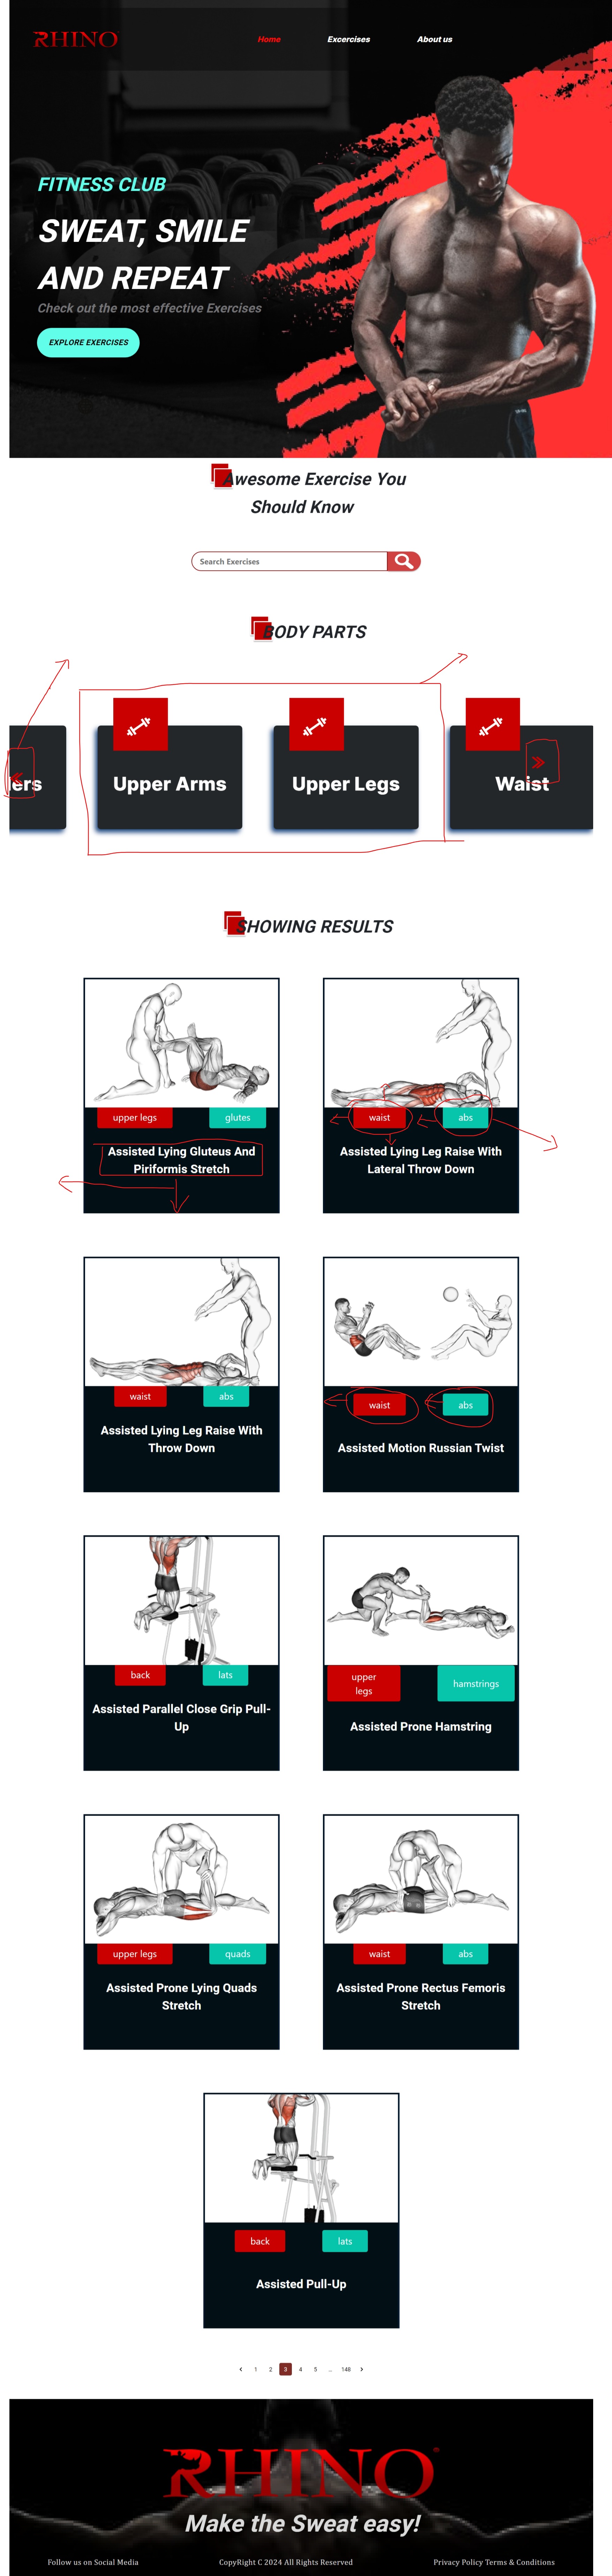 RHINO
Home Excercises About us
FITNESS CLUB
SWEAT, SMILE
AND REPEAT
Check out the most effective Exercises
EXPLORE EXERCISES
Awesome Exercise You
Should Know
Search Exercises
BODY PARTS
ers Upper Arms Upper Legs Waist
SHOWING RESULTS
upper legs glutes
Assisted Lying Gluteus And
Piriformis Stretch
waist abs
Assisted Lying Leg Raise With
Lateral Throw Down
waist abs
Assisted Lying Leg Raise With
Throw Down
waist abs
Assisted Motion Russian Twist
back lats
Assisted Parallel Close Grip Pull-
Up
upper
legs
hamstrings
Assisted Prone Hamstring
upper legs quads
Assisted Prone Lying Quads
Stretch
waist abs
Assisted Prone Rectus Femoris
Stretch
back lats
Assisted Pull-Up
‹ 1 2 3 4 5 … 148 ›
RHINO®
Make the Sweat easy!
Follow us on Social Media CopyRight C 2024 All Rights Reserved Privacy Policy Terms & Conditions